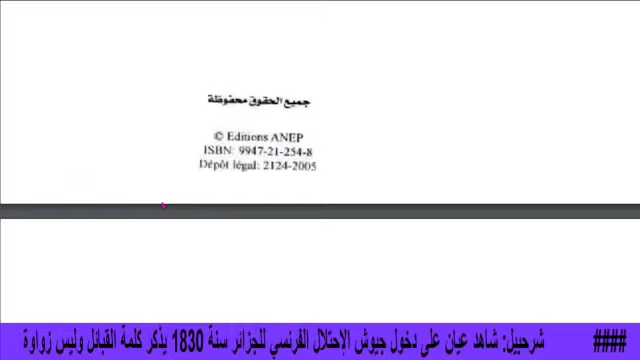 جميع الحقوق محفوظة
© Editions ANEP
ISBN: 9947-21-254-8
Dépôt légal: 2124-2005
#### شرحبيل: شاهد عيان على دخول جيوش الإحتلال الفرنسي للجزائر سنة 1830 يذكر كلمة القبائل وليس زواوة